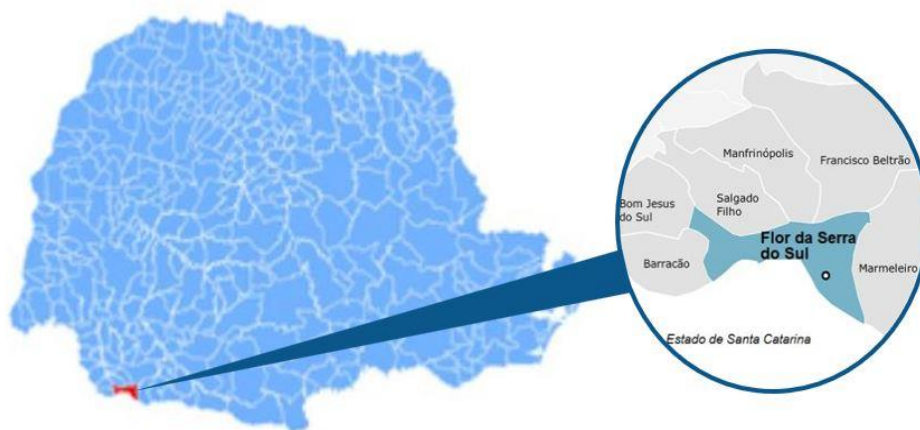 Manfrinópolis
Francisco Beltrão
Bom Jesus
do Sul
Salgado
Filho
Flor da Serra
do Sul
Barracão
Marmeleiro
Estado de Santa Catarina